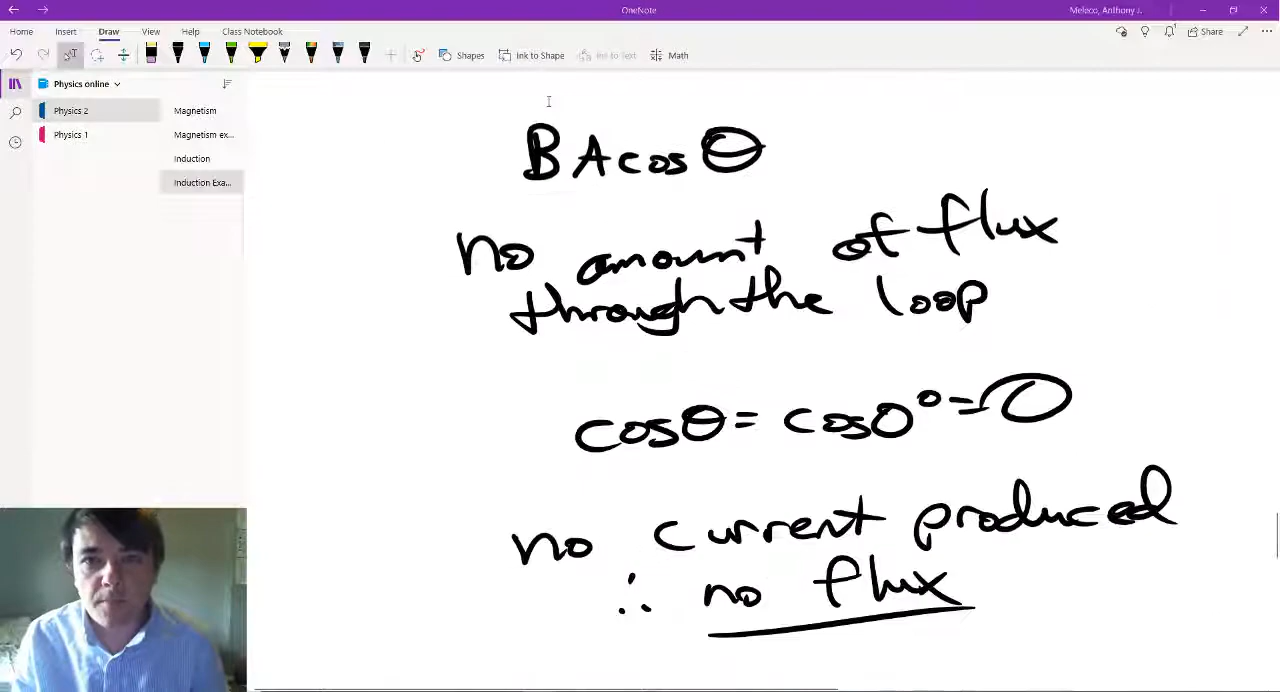 OneNote
Meleco, Anthony J.
Home Insert Draw View Help Class Notebook
Share
Shapes Ink to Shape Ink to Text Math
Physics online
Physics 2
Physics 1
Magnetism
Magnetism ex...
Induction
Induction Exa...
BAcosθ
no amount of flux
through the loop
cosθ = cos0° = 0
no current produced
∴ no flux